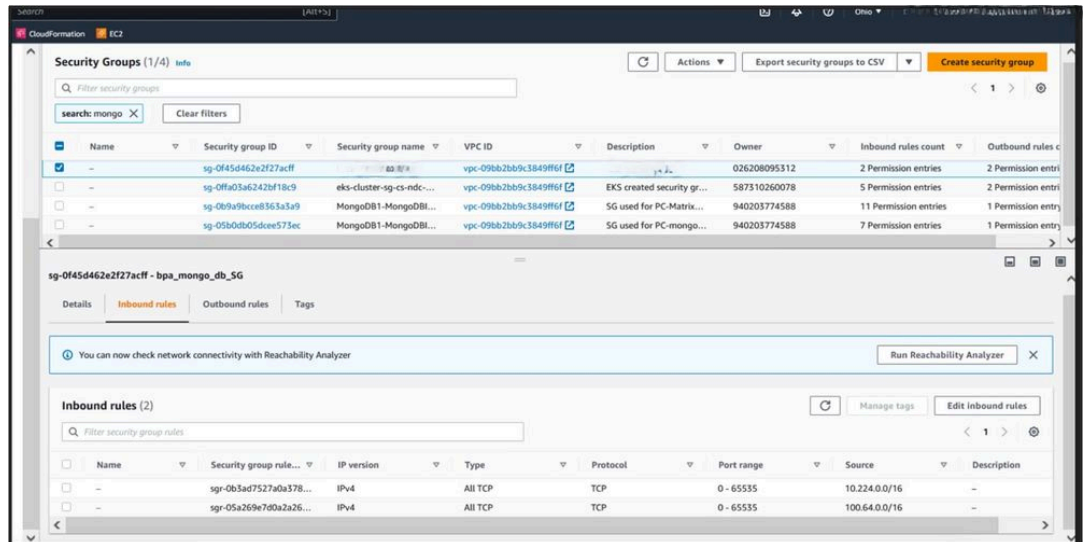 Search [Alt+S] Ohio
CloudFormation EC2
Security Groups (1/4) Info Actions Export security groups to CSV Create security group
Filter security groups 1
search: mongo Clear filters
Name Security group ID Security group name VPC ID Description Owner Inbound rules count Outbound rules c
– sg-0f45d462e2f27acff vpc-09bb2bb9c3849ff6f 026208095312 2 Permission entries 2 Permission entri
– sg-0ffa03a6242bf18c9 eks-cluster-sg-cs-ndc-... vpc-09bb2bb9c3849ff6f EKS created security gr... 587310260078 5 Permission entries 2 Permission entri
– sg-0b9a9bcce8363a3a9 MongoDB1-MongoDBI... vpc-09bb2bb9c3849ff6f SG used for PC-Matrix... 940203774588 11 Permission entries 1 Permission entry
– sg-05b0db05dcee573ec MongoDB1-MongoDBI... vpc-09bb2bb9c3849ff6f SG used for PC-mongo... 940203774588 7 Permission entries 1 Permission entry
sg-0f45d462e2f27acff - bpa_mongo_db_SG
Details Inbound rules Outbound rules Tags
You can now check network connectivity with Reachability Analyzer Run Reachability Analyzer
Inbound rules (2) Manage tags Edit inbound rules
Filter security group rules 1
Name Security group rule... IP version Type Protocol Port range Source Description
– sgr-0b3ad7527a0a378... IPv4 All TCP TCP 0 - 65535 10.224.0.0/16 –
– sgr-05a269e7d0a2a26... IPv4 All TCP TCP 0 - 65535 100.64.0.0/16 –